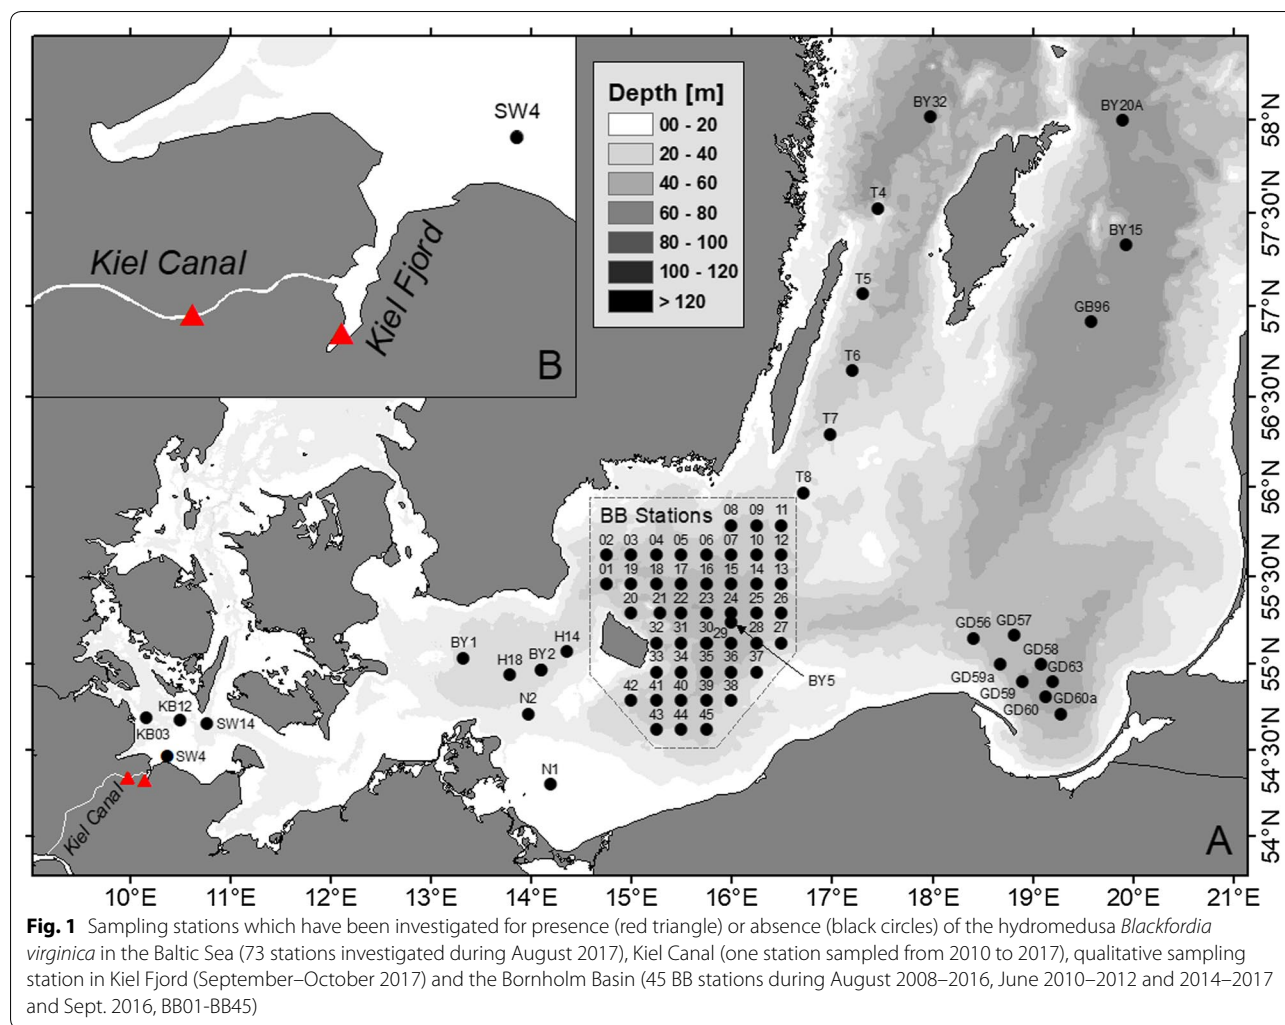 SW4
Kiel Canal
Kiel Fjord
B
Depth [m]
00 - 20
20 - 40
40 - 60
60 - 80
80 - 100
100 - 120
> 120
BY32
BY20A
T4
BY15
T5
GB96
T6
T7
T8
58°N
57°30'N
57°N
56°30'N
56°N
55°30'N
55°N
54°30'N
54°N
BB Stations
08 09 11
02 03 04 05 06 07 10 12
01 19 18 17 16 15 14 13
20 21 22 23 24 25 26
32 31 30 29 28 27
33 34 35 36 37
BY5
42 41 40 39 38
43 44 45
GD56
GD57
GD58
GD59a
GD63
GD59
GD60a
GD60
BY1
H18
BY2
H14
N2
N1
KB12
KB03
SW14
SW4
Kiel Canal
A
10°E 11°E 12°E 13°E 14°E 15°E 16°E 17°E 18°E 19°E 20°E 21°E
Fig. 1 Sampling stations which have been investigated for presence (red triangle) or absence (black circles) of the hydromedusa Blackfordia
virginica in the Baltic Sea (73 stations investigated during August 2017), Kiel Canal (one station sampled from 2010 to 2017), qualitative sampling
station in Kiel Fjord (September–October 2017) and the Bornholm Basin (45 BB stations during August 2008–2016, June 2010–2012 and 2014–2017
and Sept. 2016, BB01-BB45)